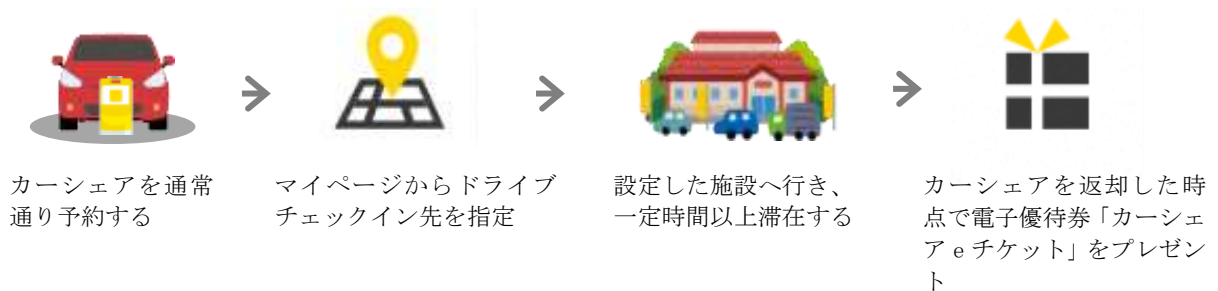 カーシェアを通常
通り予約する
マイページからドライブ
チェックイン先を指定
設定した施設へ行き、
一定時間以上滞在する
カーシェアを返却した時
点で電子優待券「カーシェ
ア e チケット」をプレゼン
ト